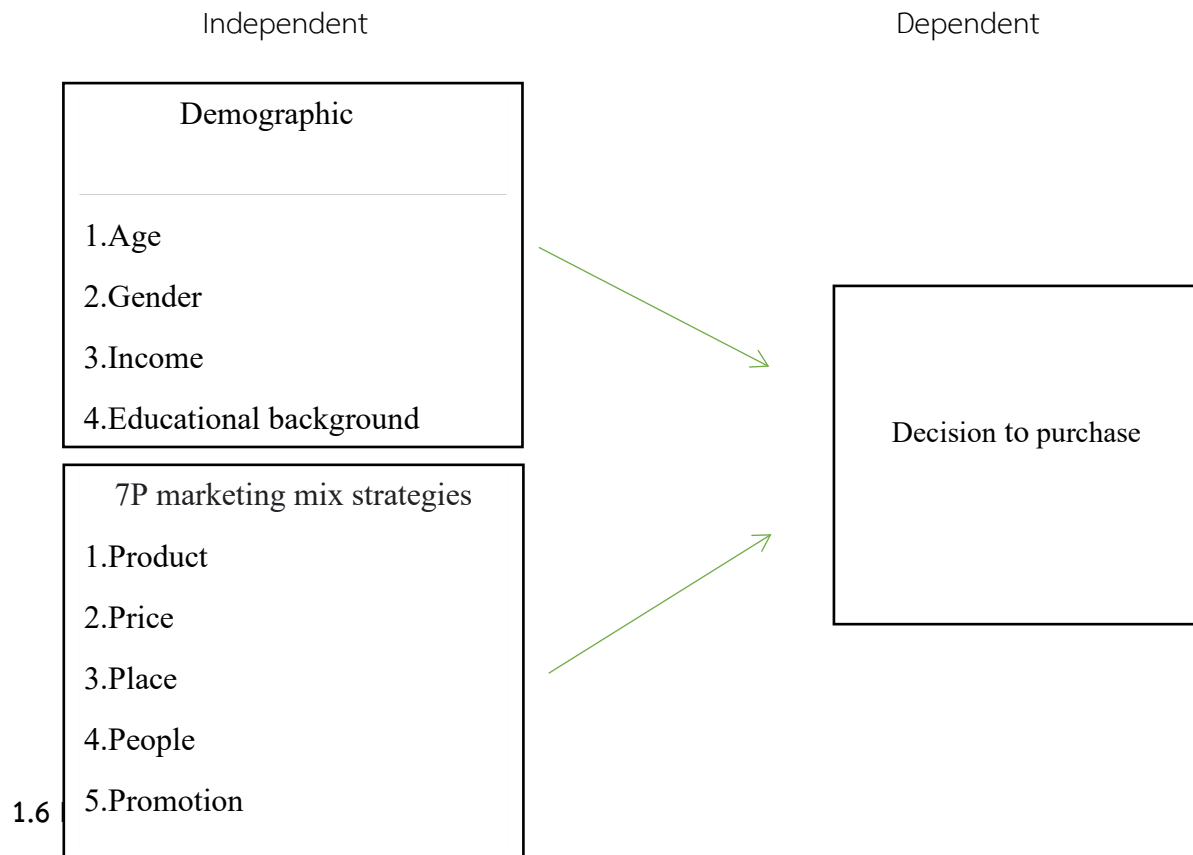 Independent
Dependent
Demographic
1.Age
2.Gender
3.Income
4.Educational background
Decision to purchase
7P marketing mix strategies
1.Product
2.Price
3.Place
4.People
5.Promotion
1.6